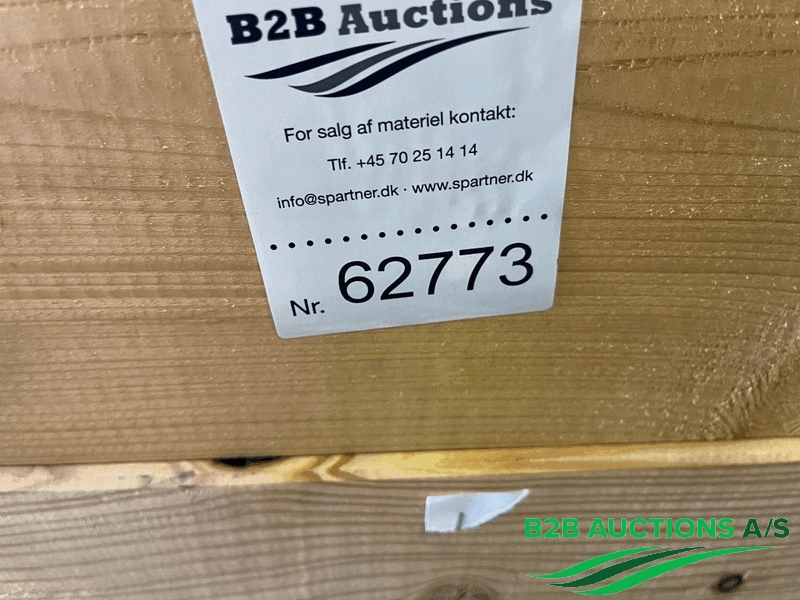 B2B Auctions
For salg af materiel kontakt:
Tlf. +45 70 25 14 14
info@spartner.dk · www.spartner.dk
Nr. 62773
B2B AUCTIONS A/S